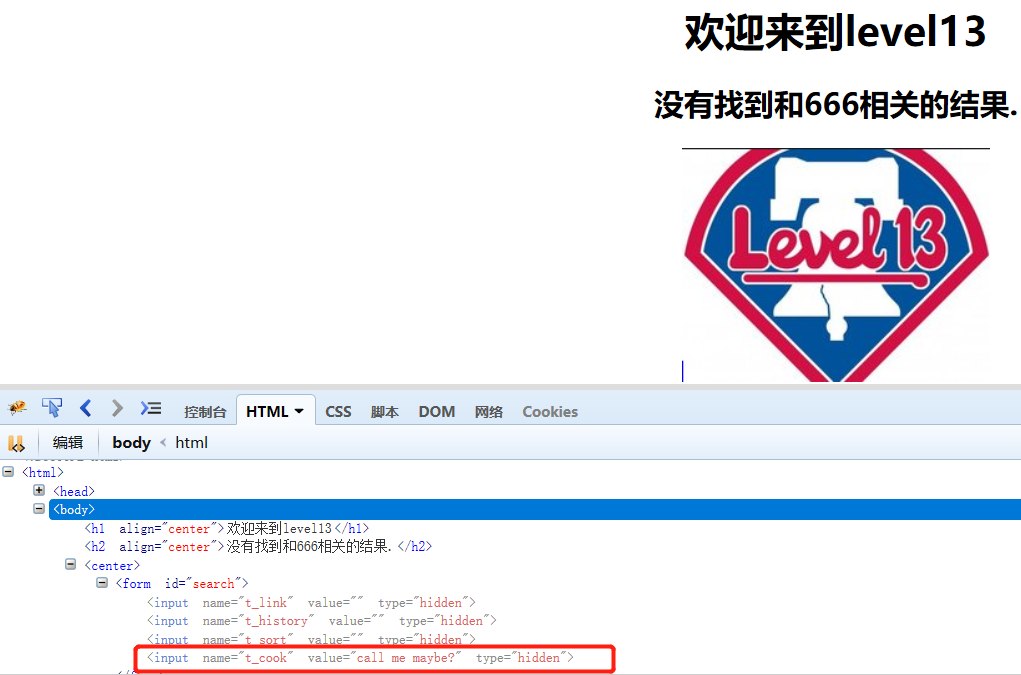 欢迎来到level13
没有找到和666相关的结果.
Level 13
控制台 HTML CSS 脚本 DOM 网络 Cookies
编辑 body < html
<html>
<head>
<body>
<h1 align="center">欢迎来到level13</h1>
<h2 align="center">没有找到和666相关的结果.</h2>
<center>
<form id="search">
<input name="t_link" value="" type="hidden">
<input name="t_history" value="" type="hidden">
<input name="t_sort" value="" type="hidden">
<input name="t_cook" value="call me maybe?" type="hidden">